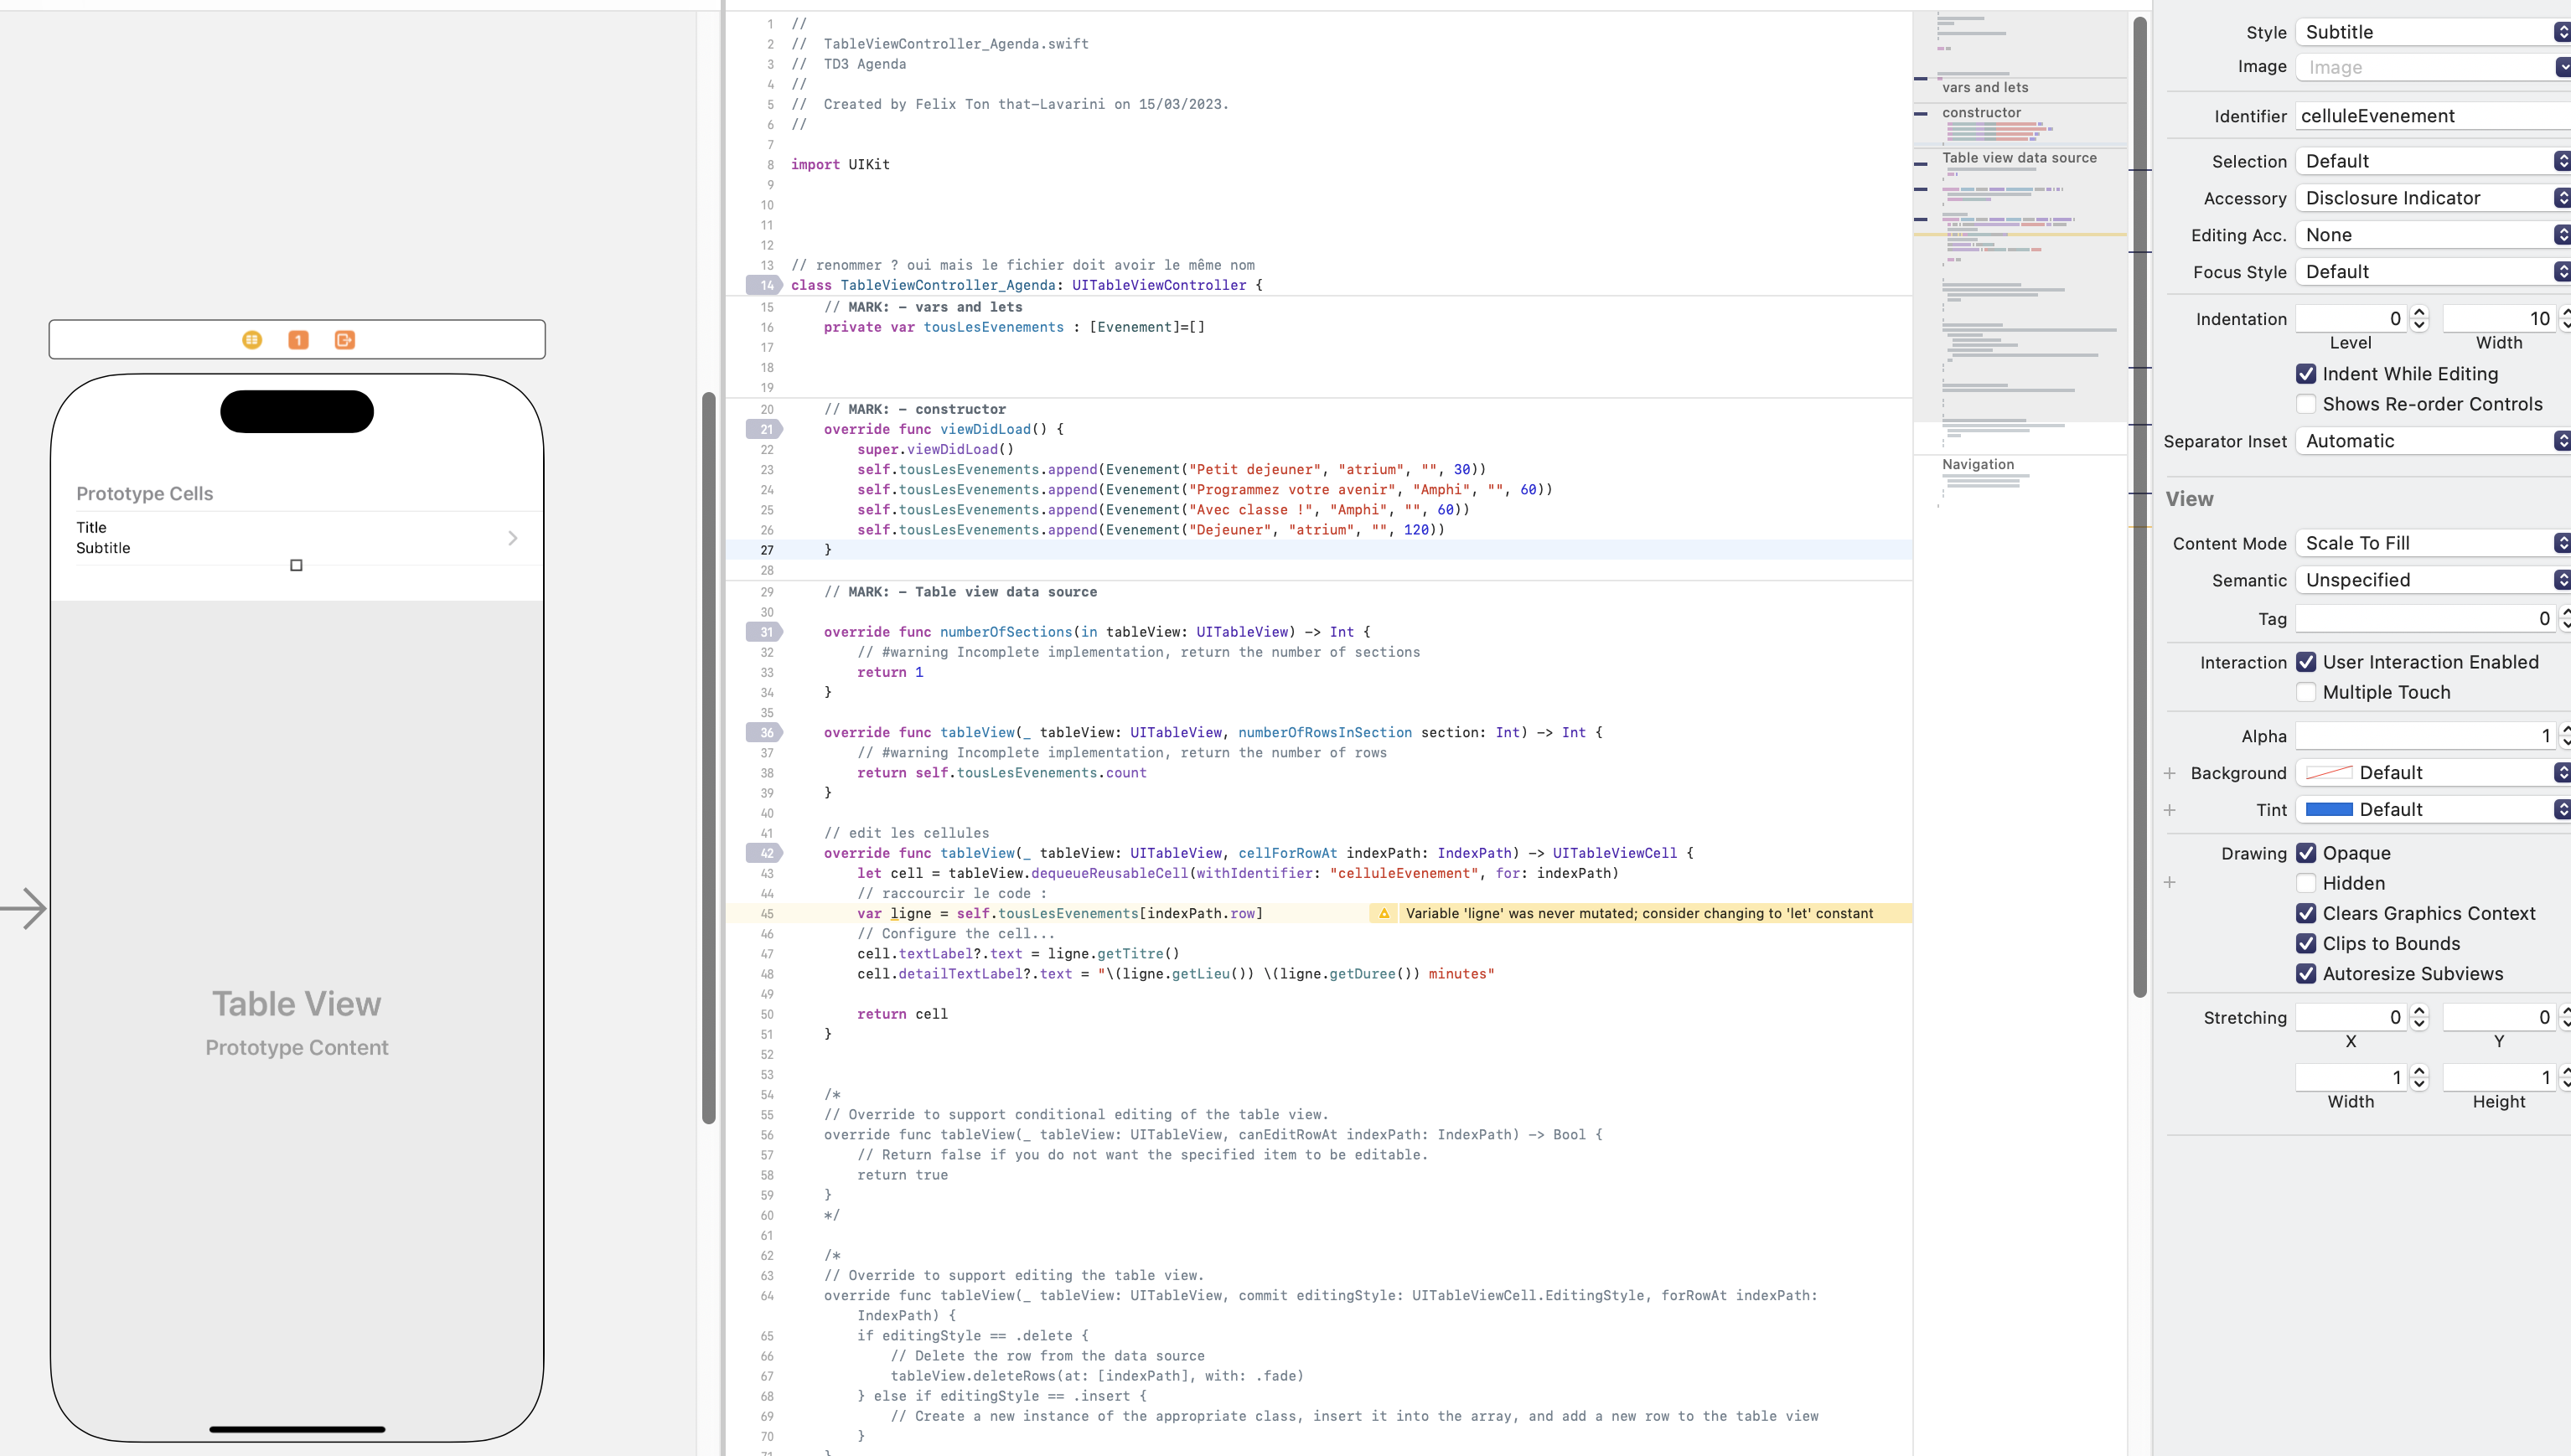 1
Prototype Cells
Title
Subtitle
Table View
Prototype Content
1 //
2 //  TableViewController_Agenda.swift
3 //  TD3 Agenda
4 //
5 //  Created by Felix Ton that-Lavarini on 15/03/2023.
6 //
7
8 import UIKit
9
10
11
12
13 // renommer ? oui mais le fichier doit avoir le même nom
14 class TableViewController_Agenda: UITableViewController {
15     // MARK: - vars and lets
16     private var tousLesEvenements : [Evenement]=[]
17
18
19
20     // MARK: - constructor
21     override func viewDidLoad() {
22         super.viewDidLoad()
23         self.tousLesEvenements.append(Evenement("Petit dejeuner", "atrium", "", 30))
24         self.tousLesEvenements.append(Evenement("Programmez votre avenir", "Amphi", "", 60))
25         self.tousLesEvenements.append(Evenement("Avec classe !", "Amphi", "", 60))
26         self.tousLesEvenements.append(Evenement("Dejeuner", "atrium", "", 120))
27     }
28
29     // MARK: - Table view data source
30
31     override func numberOfSections(in tableView: UITableView) -> Int {
32         // #warning Incomplete implementation, return the number of sections
33         return 1
34     }
35
36     override func tableView(_ tableView: UITableView, numberOfRowsInSection section: Int) -> Int {
37         // #warning Incomplete implementation, return the number of rows
38         return self.tousLesEvenements.count
39     }
40
41     // edit les cellules
42     override func tableView(_ tableView: UITableView, cellForRowAt indexPath: IndexPath) -> UITableViewCell {
43         let cell = tableView.dequeueReusableCell(withIdentifier: "celluleEvenement", for: indexPath)
44         // raccourcir le code :
45         var ligne = self.tousLesEvenements[indexPath.row] Variable 'ligne' was never mutated; consider changing to 'let' constant
46         // Configure the cell...
47         cell.textLabel?.text = ligne.getTitre()
48         cell.detailTextLabel?.text = "\(ligne.getLieu()) \(ligne.getDuree()) minutes"
49
50         return cell
51     }
52
53
54     /*
55     // Override to support conditional editing of the table view.
56     override func tableView(_ tableView: UITableView, canEditRowAt indexPath: IndexPath) -> Bool {
57         // Return false if you do not want the specified item to be editable.
58         return true
59     }
60     */
61
62     /*
63     // Override to support editing the table view.
64     override func tableView(_ tableView: UITableView, commit editingStyle: UITableViewCell.EditingStyle, forRowAt indexPath:
IndexPath) {
65         if editingStyle == .delete {
66             // Delete the row from the data source
67             tableView.deleteRows(at: [indexPath], with: .fade)
68         } else if editingStyle == .insert {
69             // Create a new instance of the appropriate class, insert it into the array, and add a new row to the table view
70         }
71     }
vars and lets
constructor
Table view data source
Navigation
Style Subtitle
Image Image
Identifier celluleEvenement
Selection Default
Accessory Disclosure Indicator
Editing Acc. None
Focus Style Default
Indentation 0 10
Level Width
Indent While Editing
Shows Re-order Controls
Separator Inset Automatic
View
Content Mode Scale To Fill
Semantic Unspecified
Tag 0
Interaction User Interaction Enabled
Multiple Touch
Alpha 1
+ Background Default
+ Tint Default
Drawing Opaque
+ Hidden
Clears Graphics Context
Clips to Bounds
Autoresize Subviews
Stretching 0 0
X Y
1 1
Width Height